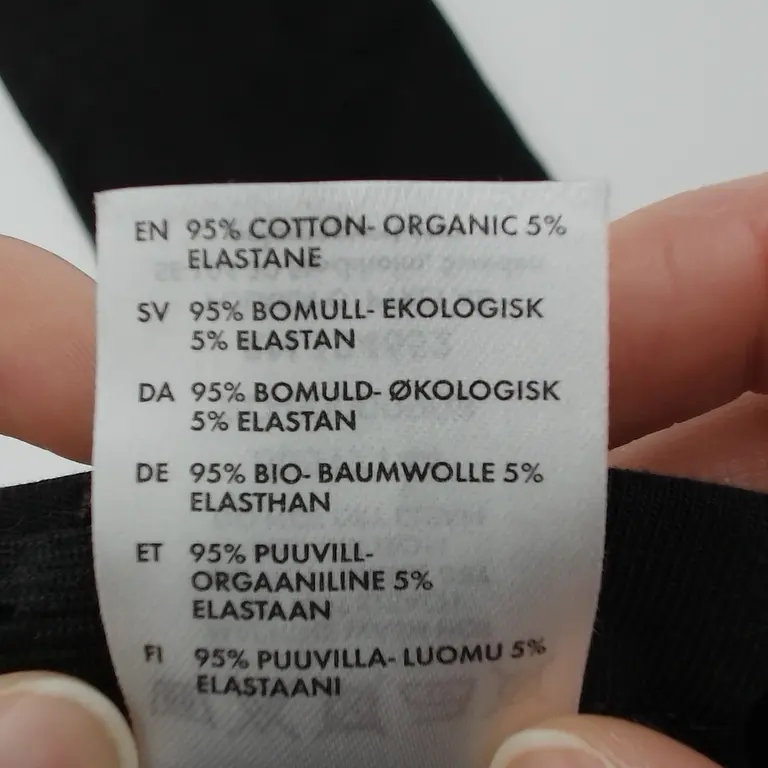 EN 95% COTTON- ORGANIC 5%
ELASTANE
SV 95% BOMULL- EKOLOGISK
5% ELASTAN
DA 95% BOMULD- ØKOLOGISK
5% ELASTAN
DE 95% BIO- BAUMWOLLE 5%
ELASTHAN
ET 95% PUUVILL-
ORGAANILINE 5%
ELASTAAN
FI 95% PUUVILLA- LUOMU 5%
ELASTAANI